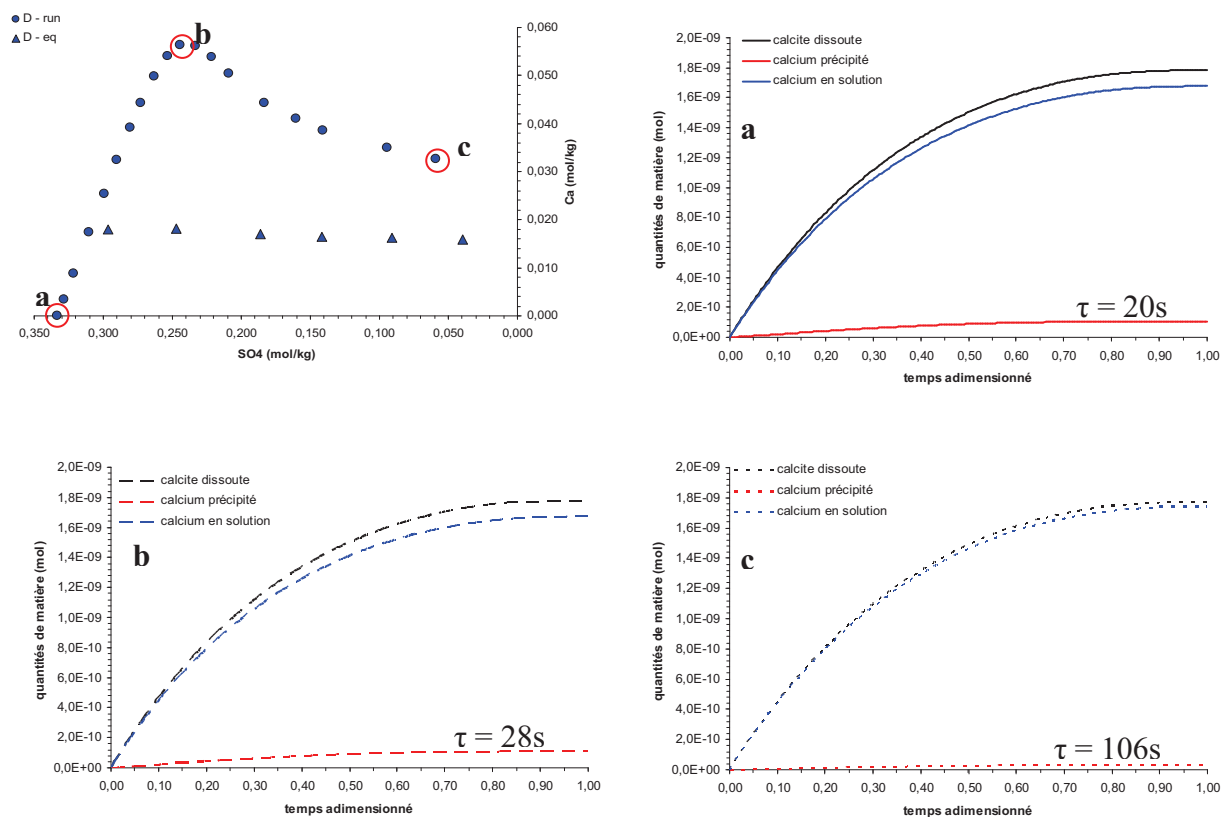 D - run
D - eq
b
c
a
0,060
0,050
0,040
0,030
0,020
0,010
0,000
Ca (mol/kg)
0,350 0,300 0,250 0,200 0,150 0,100 0,050 0,000
SO4 (mol/kg)
calcite dissoute
calcium précipité
calcium en solution
a
τ = 20s
2,0E-09
1,8E-09
1,6E-09
1,4E-09
1,2E-09
1,0E-09
8,0E-10
6,0E-10
4,0E-10
2,0E-10
0,0E+00
quantités de matière (mol)
0,00 0,10 0,20 0,30 0,40 0,50 0,60 0,70 0,80 0,90 1,00
temps adimensionné
calcite dissoute
calcium précipité
calcium en solution
b
τ = 28s
2,0E-09
1,8E-09
1,6E-09
1,4E-09
1,2E-09
1,0E-09
8,0E-10
6,0E-10
4,0E-10
2,0E-10
0,0E+00
quantités de matière (mol)
0,00 0,10 0,20 0,30 0,40 0,50 0,60 0,70 0,80 0,90 1,00
temps adimensionné
calcite dissoute
calcium précipité
calcium en solution
c
τ = 106s
2,0E-09
1,8E-09
1,6E-09
1,4E-09
1,2E-09
1,0E-09
8,0E-10
6,0E-10
4,0E-10
2,0E-10
0,0E+00
quantités de matière (mol)
0,00 0,10 0,20 0,30 0,40 0,50 0,60 0,70 0,80 0,90 1,00
temps adimensionné